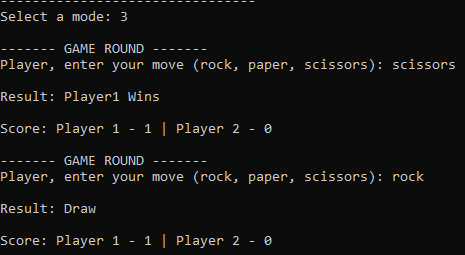 --------------------------------
Select a mode: 3
------- GAME ROUND -------
Player, enter your move (rock, paper, scissors): scissors
Result: Player1 Wins
Score: Player 1 - 1 | Player 2 - 0
------- GAME ROUND -------
Player, enter your move (rock, paper, scissors): rock
Result: Draw
Score: Player 1 - 1 | Player 2 - 0